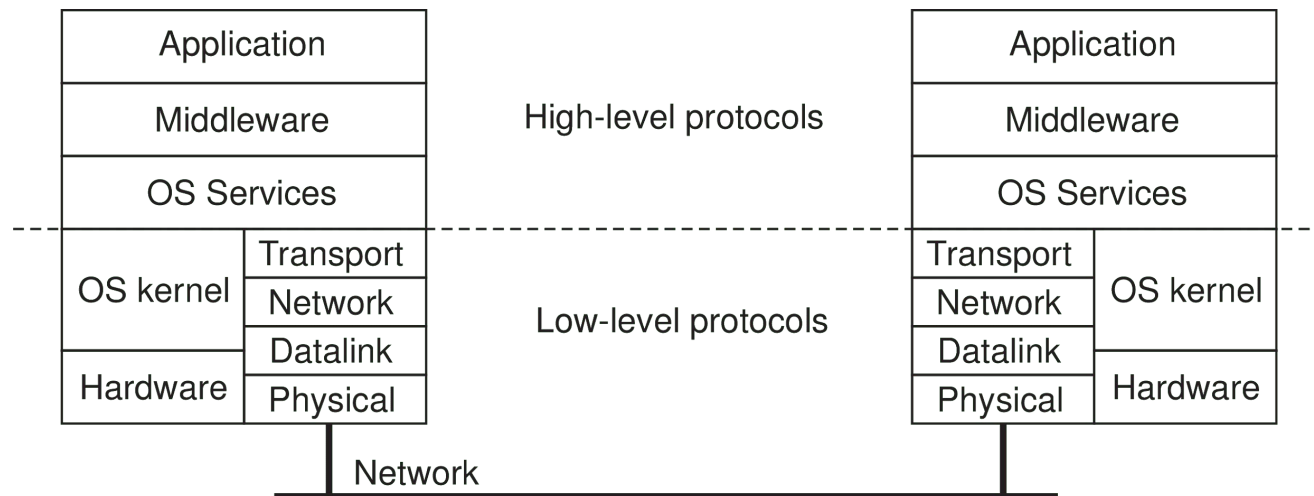 Application
Middleware
OS Services
OS kernel
Hardware
Transport
Network
Datalink
Physical
High-level protocols
Low-level protocols
Application
Middleware
OS Services
Transport
Network
Datalink
Physical
OS kernel
Hardware
Network